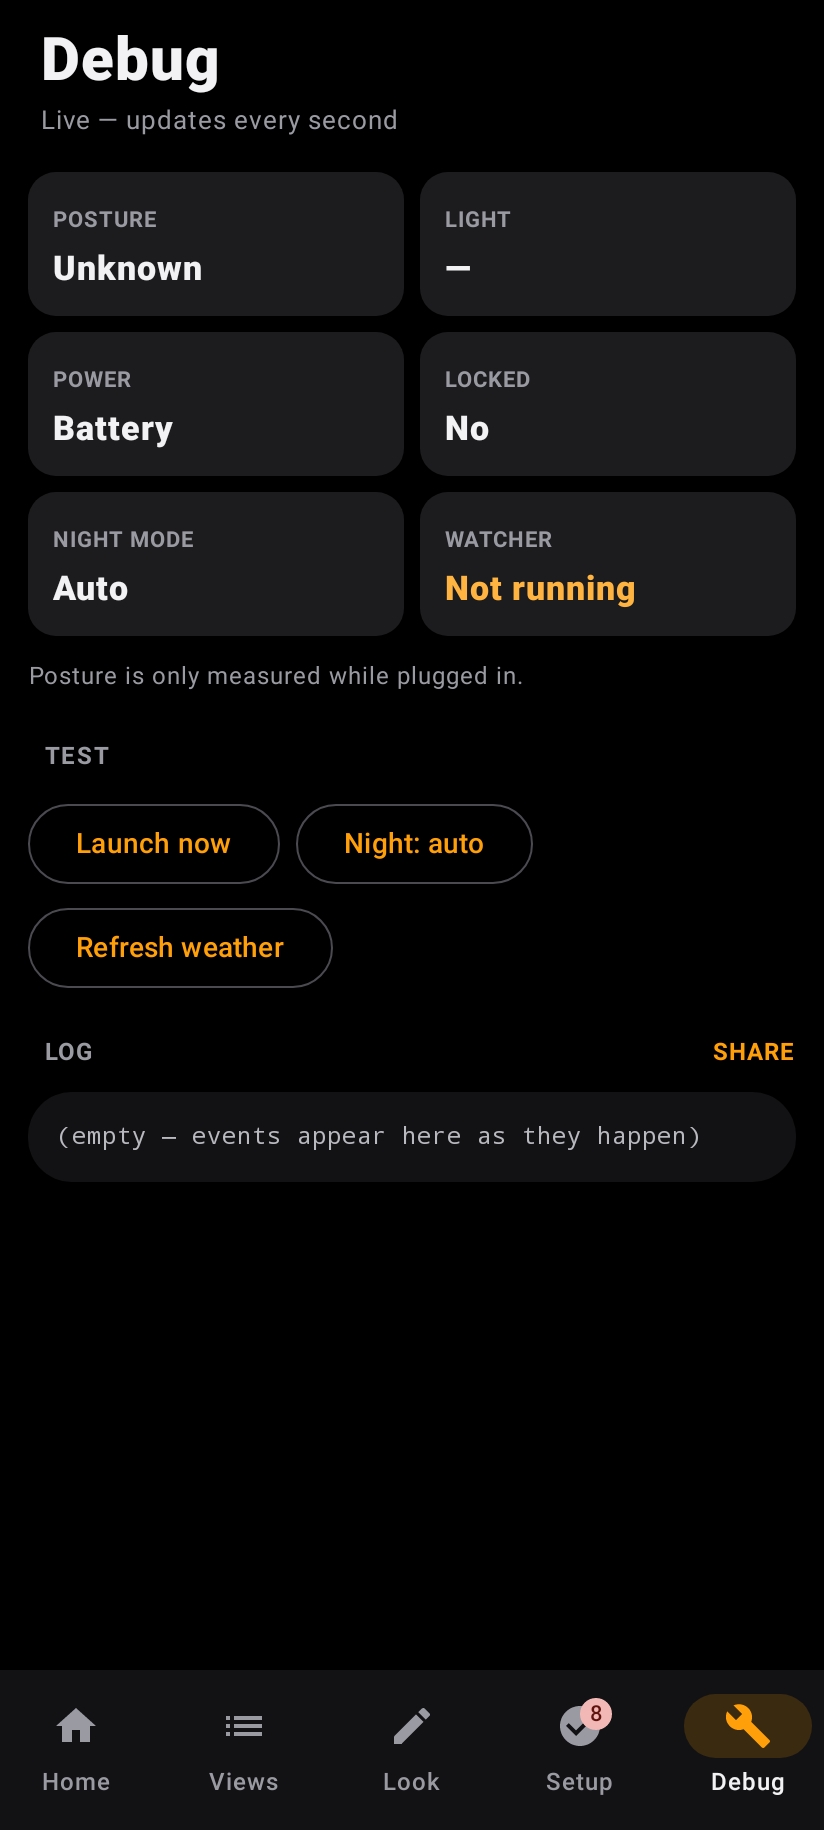 Debug
Live — updates every second
POSTURE
Unknown
LIGHT
—
POWER
Battery
LOCKED
No
NIGHT MODE
Auto
WATCHER
Not running
Posture is only measured while plugged in.
TEST
Launch now
Night: auto
Refresh weather
LOG
SHARE
(empty — events appear here as they happen)
8
Home
Views
Look
Setup
Debug